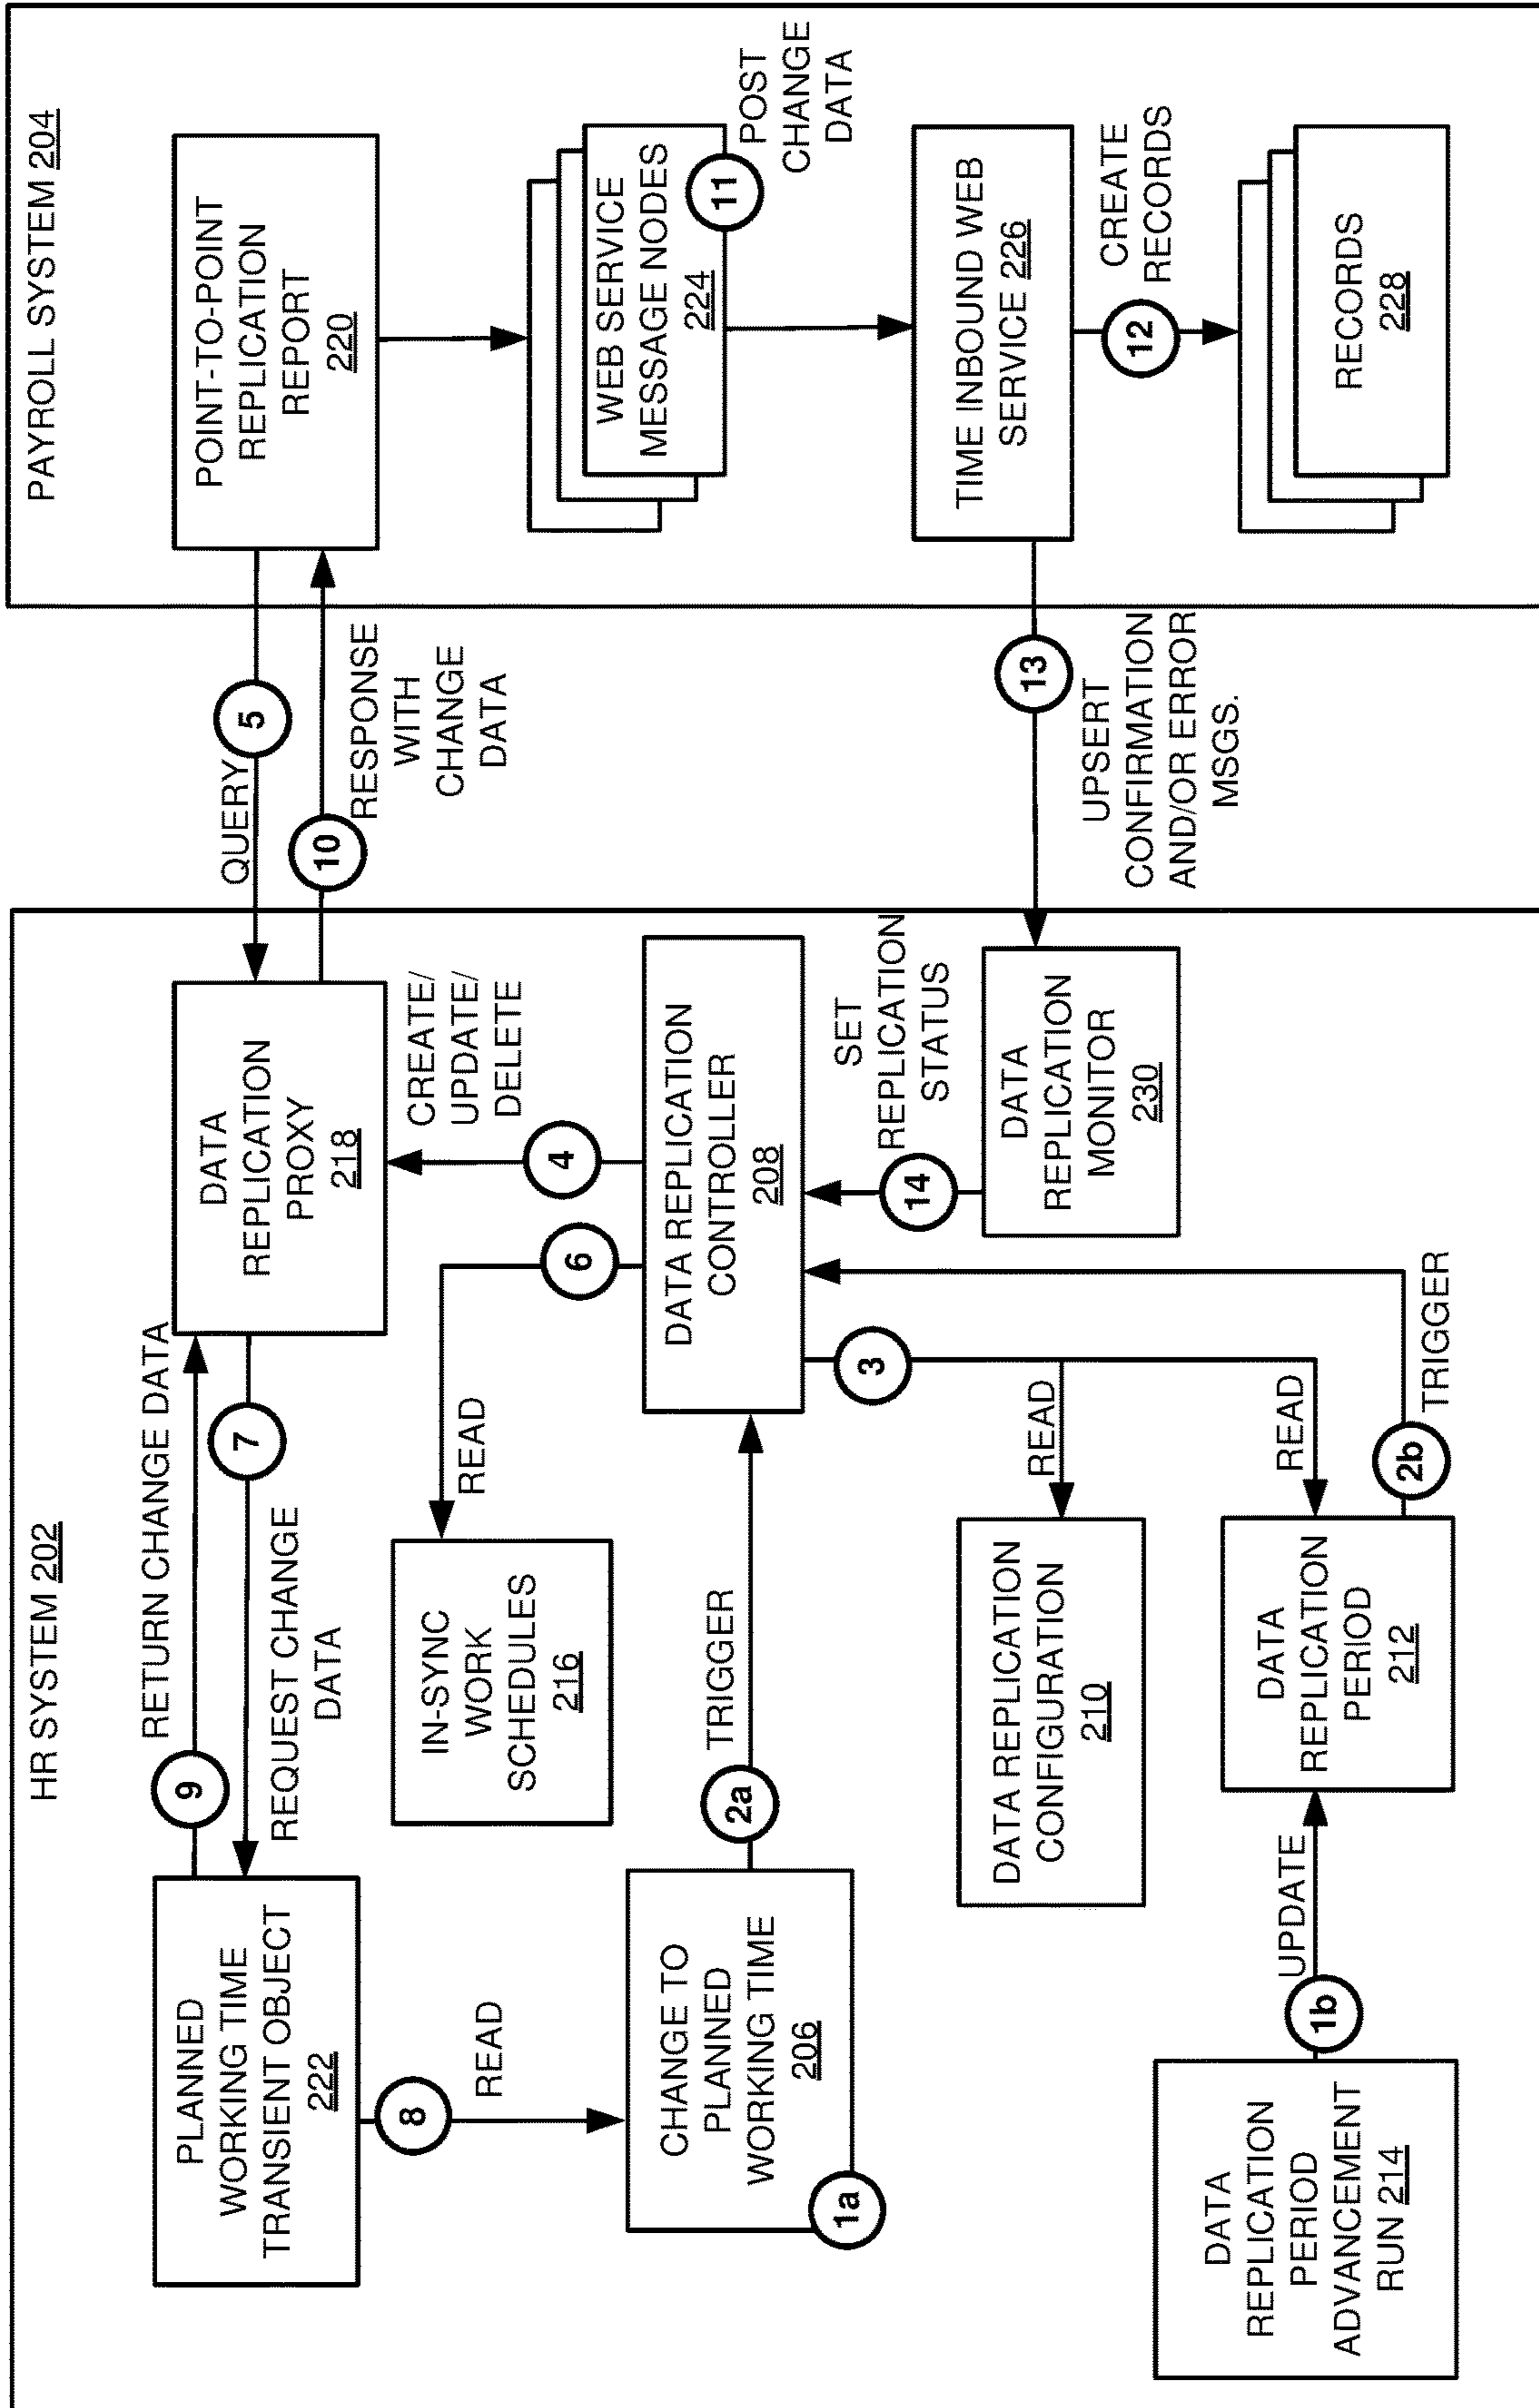 HR SYSTEM 202
PLANNED
WORKING TIME
TRANSIENT OBJECT
222
9
RETURN CHANGE DATA
7
REQUEST CHANGE
DATA
DATA
REPLICATION
PROXY
218
8
READ
CHANGE TO
PLANNED
WORKING TIME
206
1a
2a
TRIGGER
IN-SYNC
WORK
SCHEDULES
216
READ
6
4
CREATE/
UPDATE/
DELETE
DATA REPLICATION
CONTROLLER
208
3
READ
READ
DATA REPLICATION
CONFIGURATION
210
DATA
REPLICATION
PERIOD
ADVANCEMENT
RUN 214
1b
UPDATE
DATA
REPLICATION
PERIOD
212
2b
TRIGGER
14
SET
REPLICATION
STATUS
DATA
REPLICATION
MONITOR
230
QUERY
5
10
RESPONSE
WITH
CHANGE
DATA
13
UPSERT
CONFIRMATION
AND/OR ERROR
MSGS.
PAYROLL SYSTEM 204
POINT-TO-POINT
REPLICATION
REPORT
220
WEB SERVICE
MESSAGE NODES
224
11
POST
CHANGE
DATA
TIME INBOUND WEB
SERVICE 226
12
CREATE
RECORDS
RECORDS
228